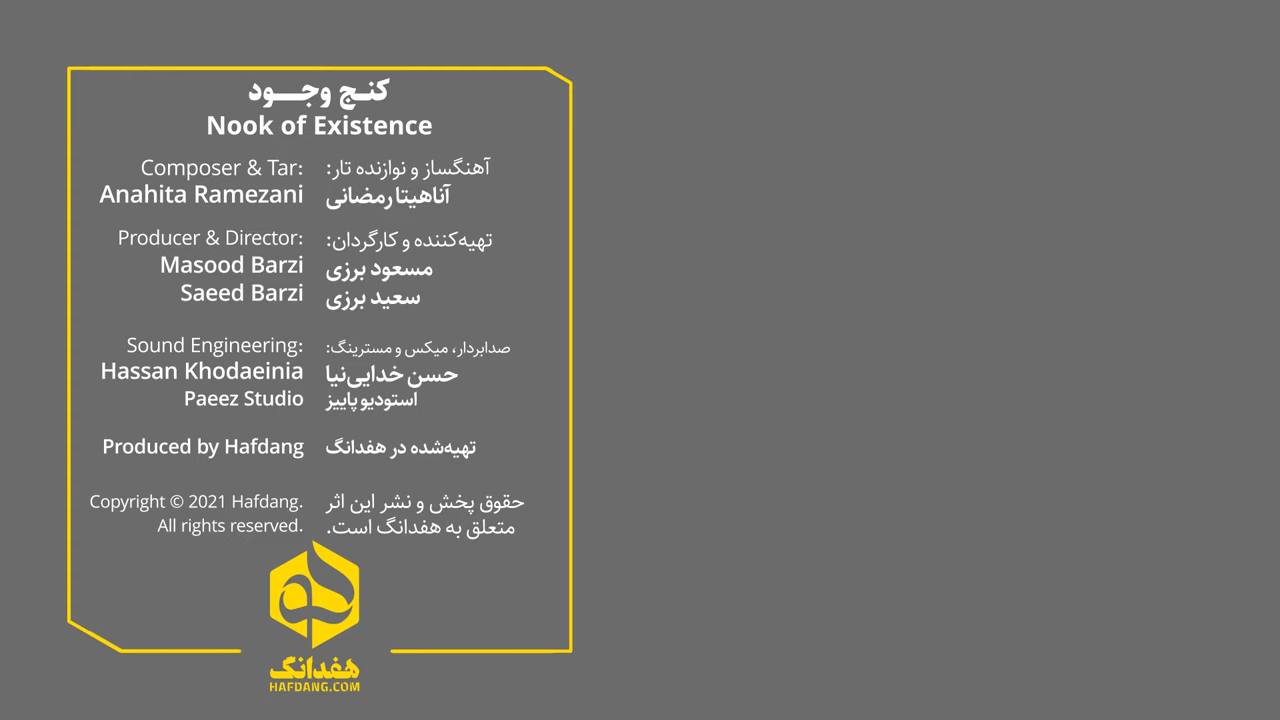 کنج وجود
Nook of Existence
Composer & Tar:
آهنگساز و نوازنده تار:
Anahita Ramezani
آناهیتا رمضانی
Producer & Director:
تهیه‌کننده و کارگردان:
Masood Barzi
مسعود برزی
Saeed Barzi
سعید برزی
Sound Engineering:
صدابردار، میکس و مسترینگ:
Hassan Khodaeinia
حسن خدایی‌نیا
Paeez Studio
استودیو پاییز
Produced by Hafdang
تهیه‌شده در هفدانگ
Copyright © 2021 Hafdang.
حقوق پخش و نشر این اثر
All rights reserved.
متعلق به هفدانگ است.
هفدانگ
HAFDANG.COM